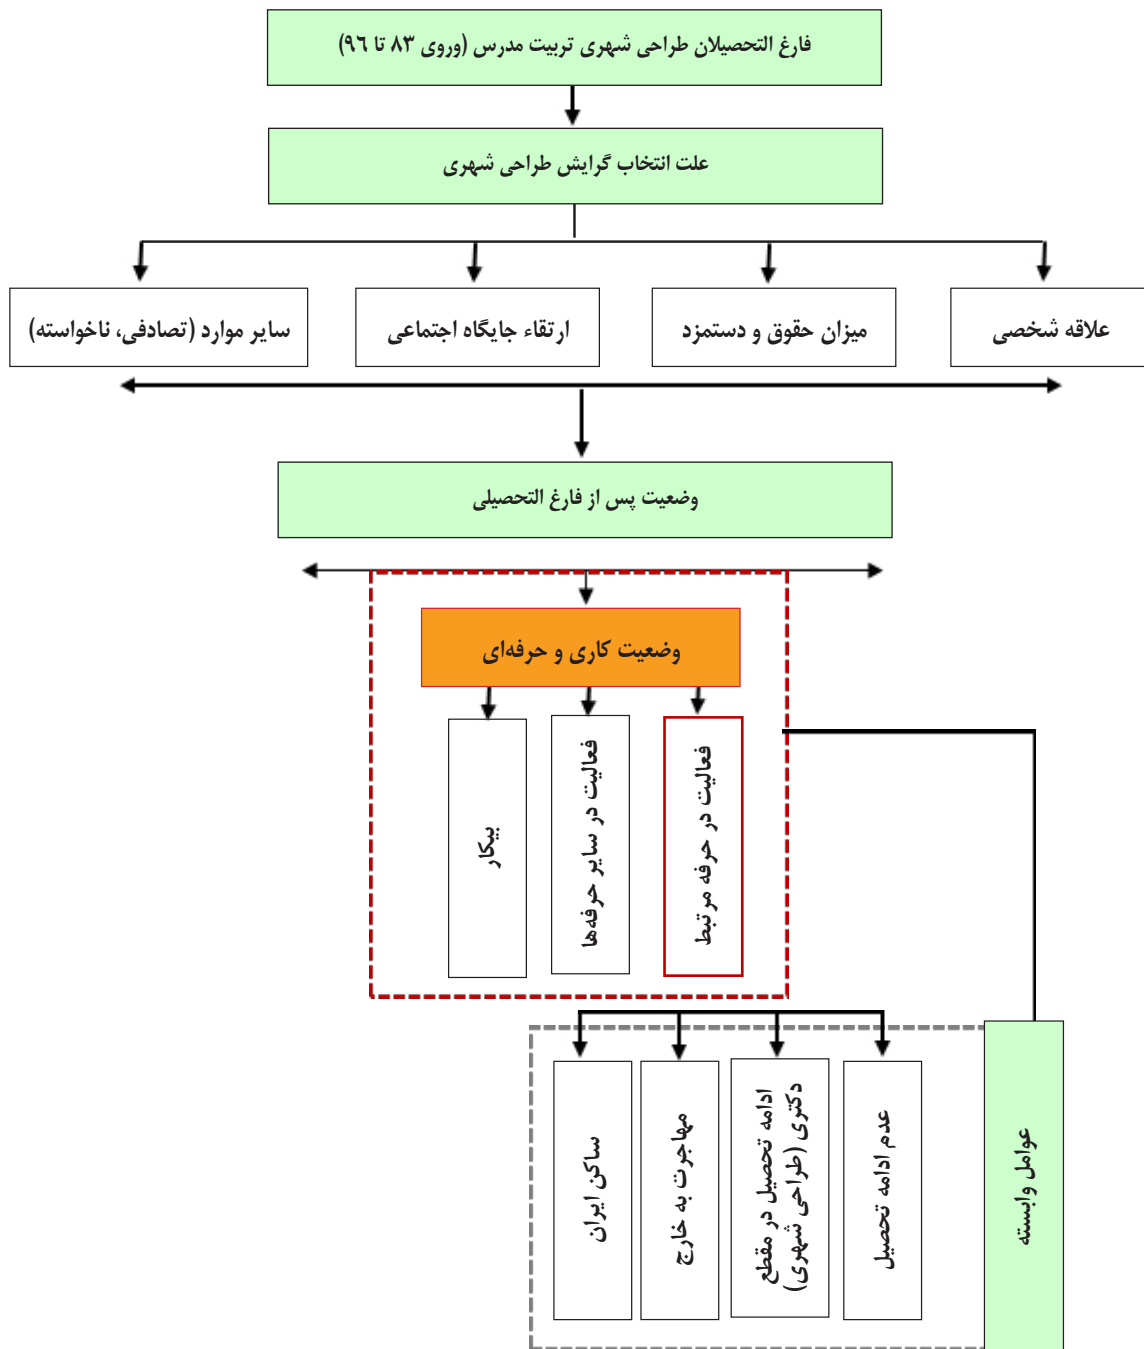 فارغ التحصیلان طراحی شهری تربیت مدرس (وروی ۸۳ تا ۹۶)
علت انتخاب گرایش طراحی شهری
علاقه شخصی
میزان حقوق و دستمزد
ارتقاء جایگاه اجتماعی
سایر موارد (تصادفی، ناخواسته)
وضعیت پس از فارغ التحصیلی
وضعیت کاری و حرفه‌ای
فعالیت در حرفه مرتبط
فعالیت در سایر حرفه‌ها
بیکار
عوامل وابسته
عدم ادامه تحصیل
ادامه تحصیل در مقطع
دکتری (طراحی شهری)
مهاجرت به خارج
ساکن ایران